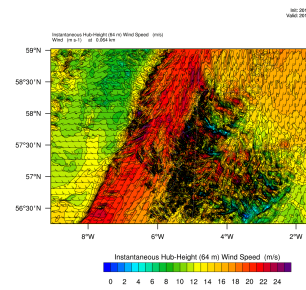 Init: 20
Valid: 20
Instantaneous Hub-Height (64 m) Wind Speed (m/s)
Wind (m s-1) at 0.064 km
59°N
58°30'N
58°N
57°30'N
57°N
56°30'N
8°W 6°W 4°W 2°W
Instantaneous Hub-Height (64 m) Wind Speed (m/s)
0 2 4 6 8 10 12 14 16 18 20 22 24